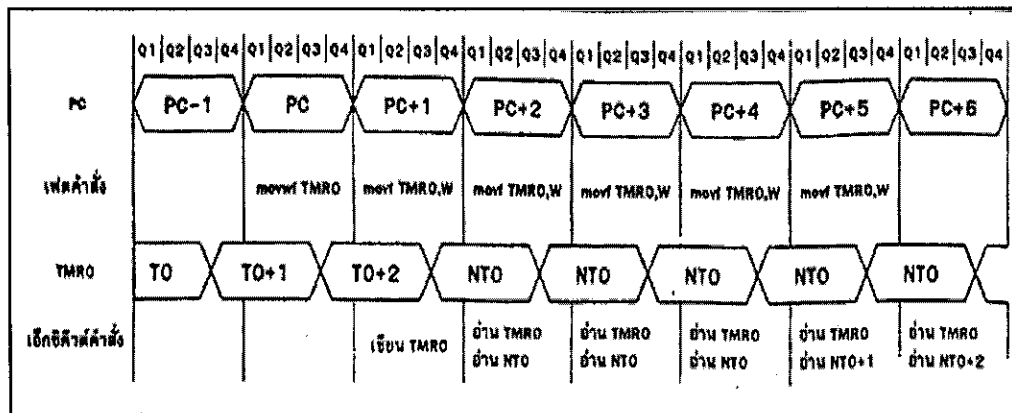 Q1 Q2 Q3 Q4 Q1 Q2 Q3 Q4 Q1 Q2 Q3 Q4 Q1 Q2 Q3 Q4 Q1 Q2 Q3 Q4 Q1 Q2 Q3 Q4 Q1 Q2 Q3 Q4 Q1 Q2 Q3 Q4
PC PC-1 PC PC+1 PC+2 PC+3 PC+4 PC+5 PC+6
เฟตคำสั่ง movwf TMR0 movf TMR0,W movf TMR0,W movf TMR0,W movf TMR0,W movf TMR0,W
TMR0 T0 T0+1 T0+2 NT0 NT0 NT0 NT0 NT0
เอ็กซิคิวต์คำสั่ง เขียน TMR0 อ่าน TMR0 อ่าน TMR0 อ่าน TMR0 อ่าน TMR0 อ่าน TMR0
อ่าน NT0 อ่าน NT0 อ่าน NT0 อ่าน NT0+1 อ่าน NT0+2